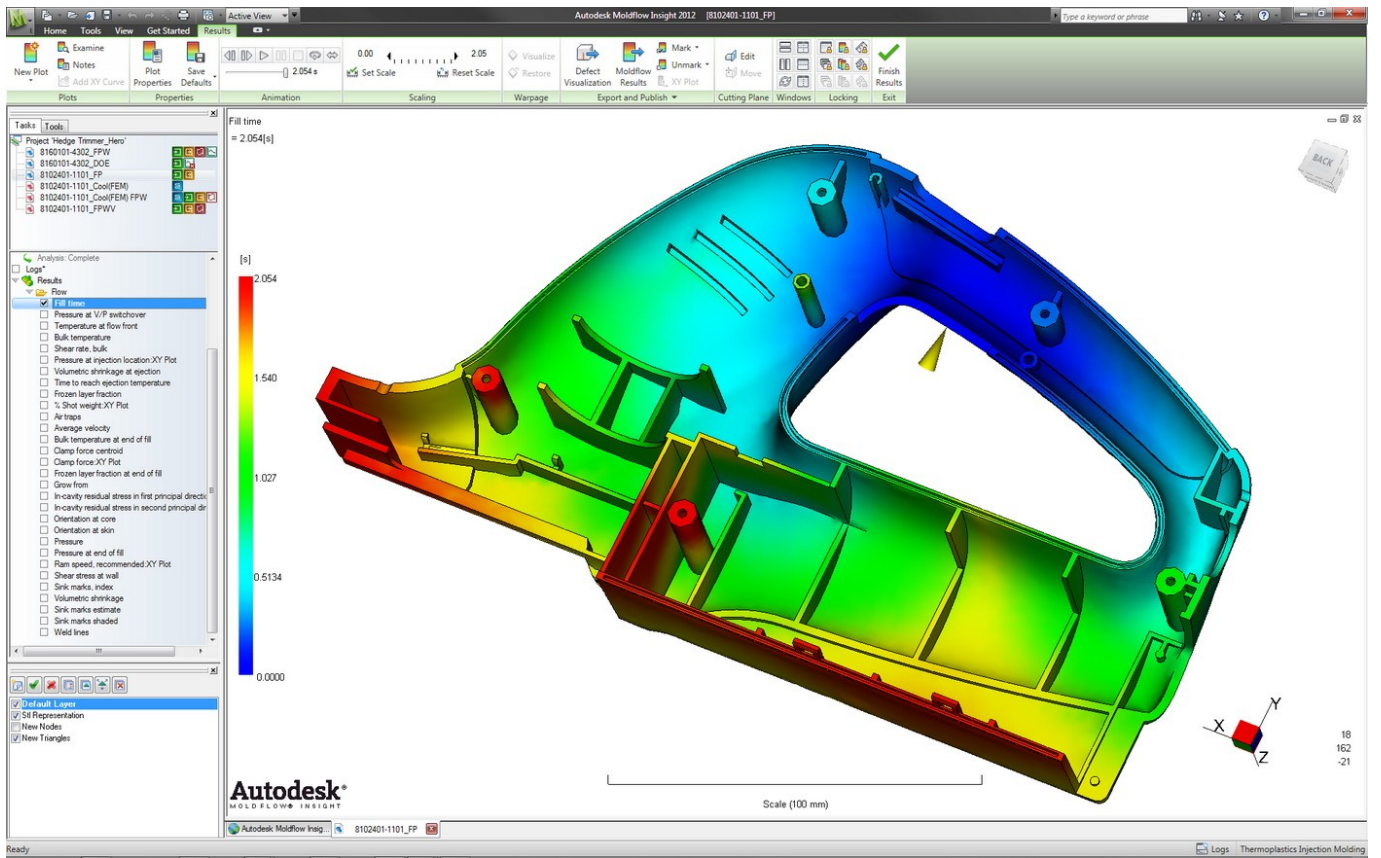 Active View
Autodesk Moldflow Insight 2012 [8102401-1101_FP]
Type a keyword or phrase
Home Tools View Get Started Results
New Plot
Examine
Notes
Add XY Curve
Plots
Plot Properties
Save Defaults
Properties
2.054 s
Animation
0.00 2.05
Set Scale Reset Scale
Scaling
Visualize
Restore
Warpage
Defect Visualization
Moldflow Results
Mark
Unmark
XY Plot
Export and Publish
Edit
Move
Cutting Plane
Windows
Locking
Finish Results
Exit
Tasks Tools
Project 'Hedge Trimmer_Hero'
8160101-4302_FPW
8160101-4302_DOE
8102401-1101_FP
8102401-1101_Cool(FEM)
8102401-1101_Cool(FEM) FPW
8102401-1101_FPWV
Analysis: Complete
Logs*
Results
Flow
Fill time
Pressure at V/P switchover
Temperature at flow front
Bulk temperature
Shear rate, bulk
Pressure at injection location:XY Plot
Volumetric shrinkage at ejection
Time to reach ejection temperature
Frozen layer fraction
% Shot weight:XY Plot
Air traps
Average velocity
Bulk temperature at end of fill
Clamp force centroid
Clamp force:XY Plot
Frozen layer fraction at end of fill
Grow from
In-cavity residual stress in first principal directi
In-cavity residual stress in second principal dir
Orientation at core
Orientation at skin
Pressure
Pressure at end of fill
Ram speed, recommended:XY Plot
Shear stress at wall
Sink marks, index
Volumetric shrinkage
Sink marks estimate
Sink marks shaded
Weld lines
Default Layer
Stl Representation
New Nodes
New Triangles
Fill time
= 2.054[s]
[s]
2.054
1.540
1.027
0.5134
0.0000
BACK
Y
X
Z
18
162
-21
Scale (100 mm)
Autodesk®
MOLDFLOW® INSIGHT
Autodesk Moldflow Insig... 8102401-1101_FP
Ready
Logs Thermoplastics Injection Molding